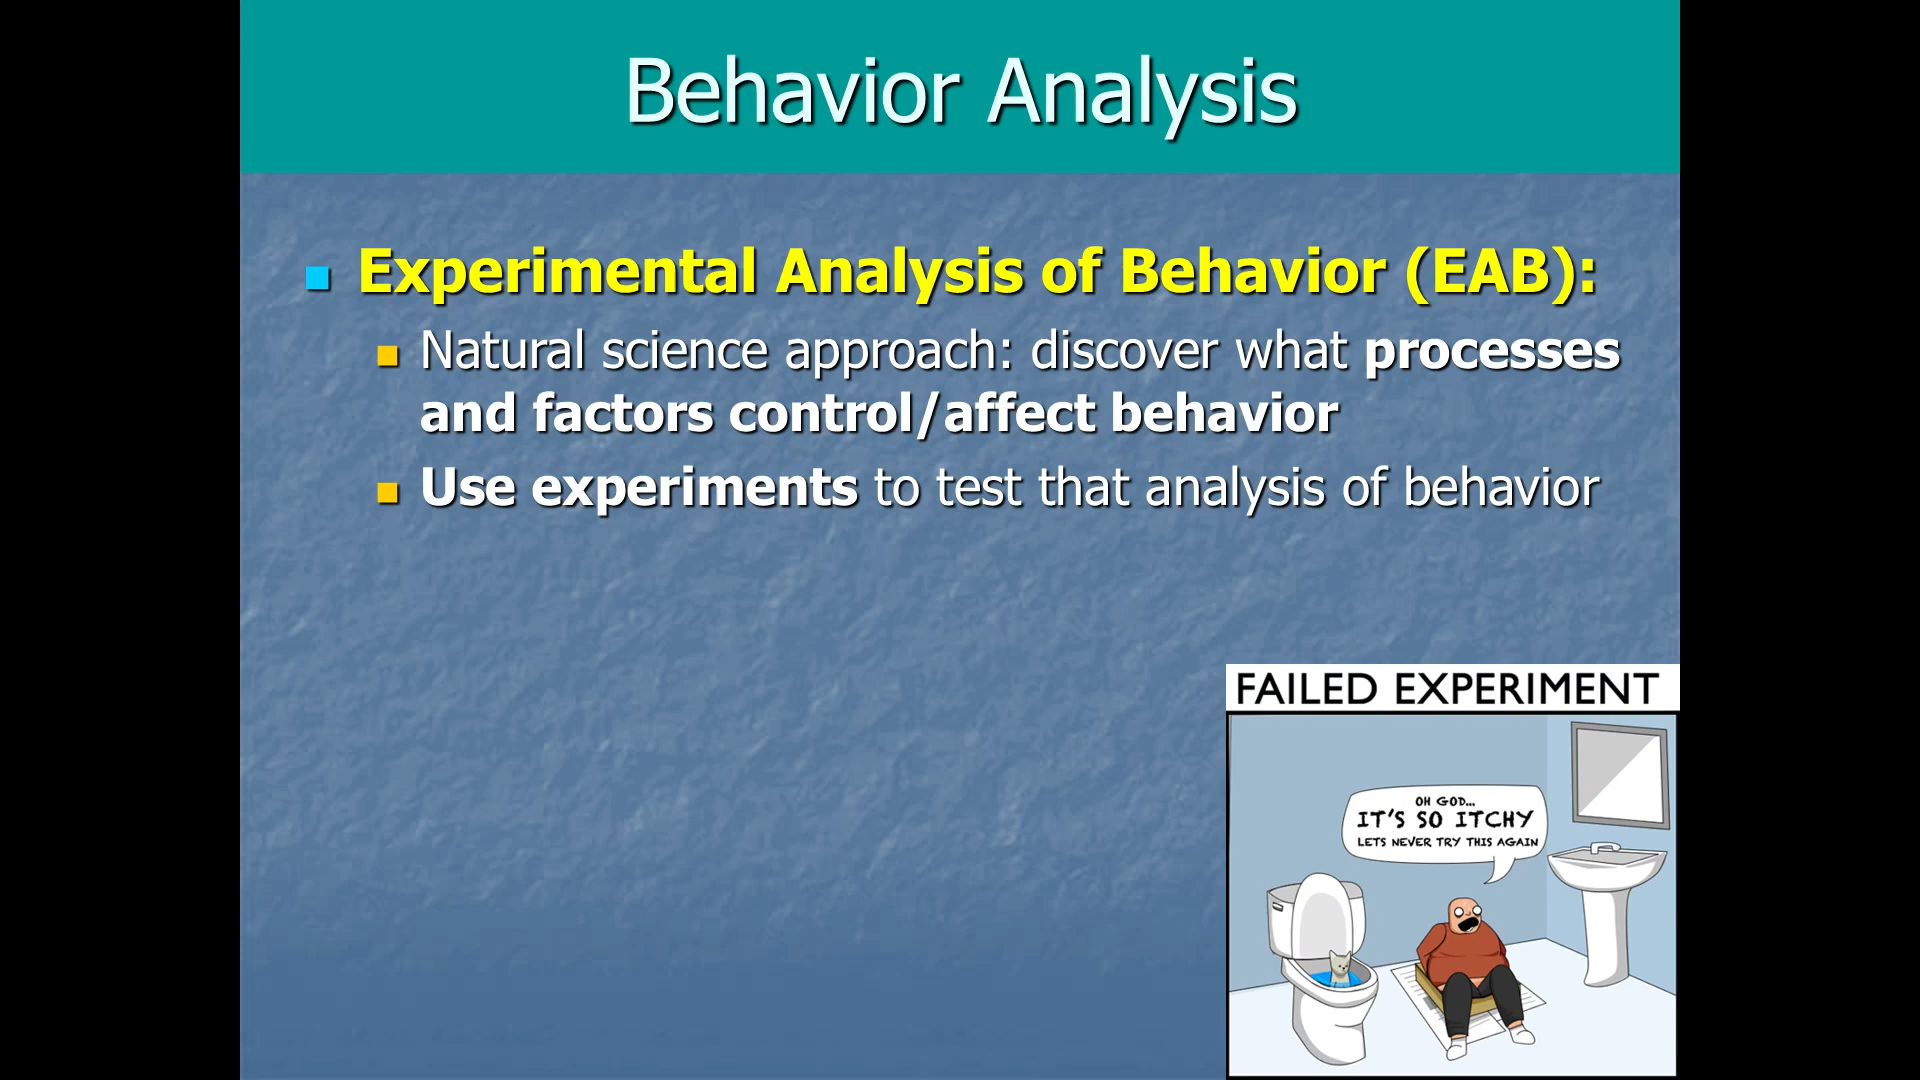 Behavior Analysis
Experimental Analysis of Behavior (EAB):
Natural science approach: discover what processes
and factors control/affect behavior
Use experiments to test that analysis of behavior
FAILED EXPERIMENT
OH GOD...
IT'S SO ITCHY
LETS NEVER TRY THIS AGAIN